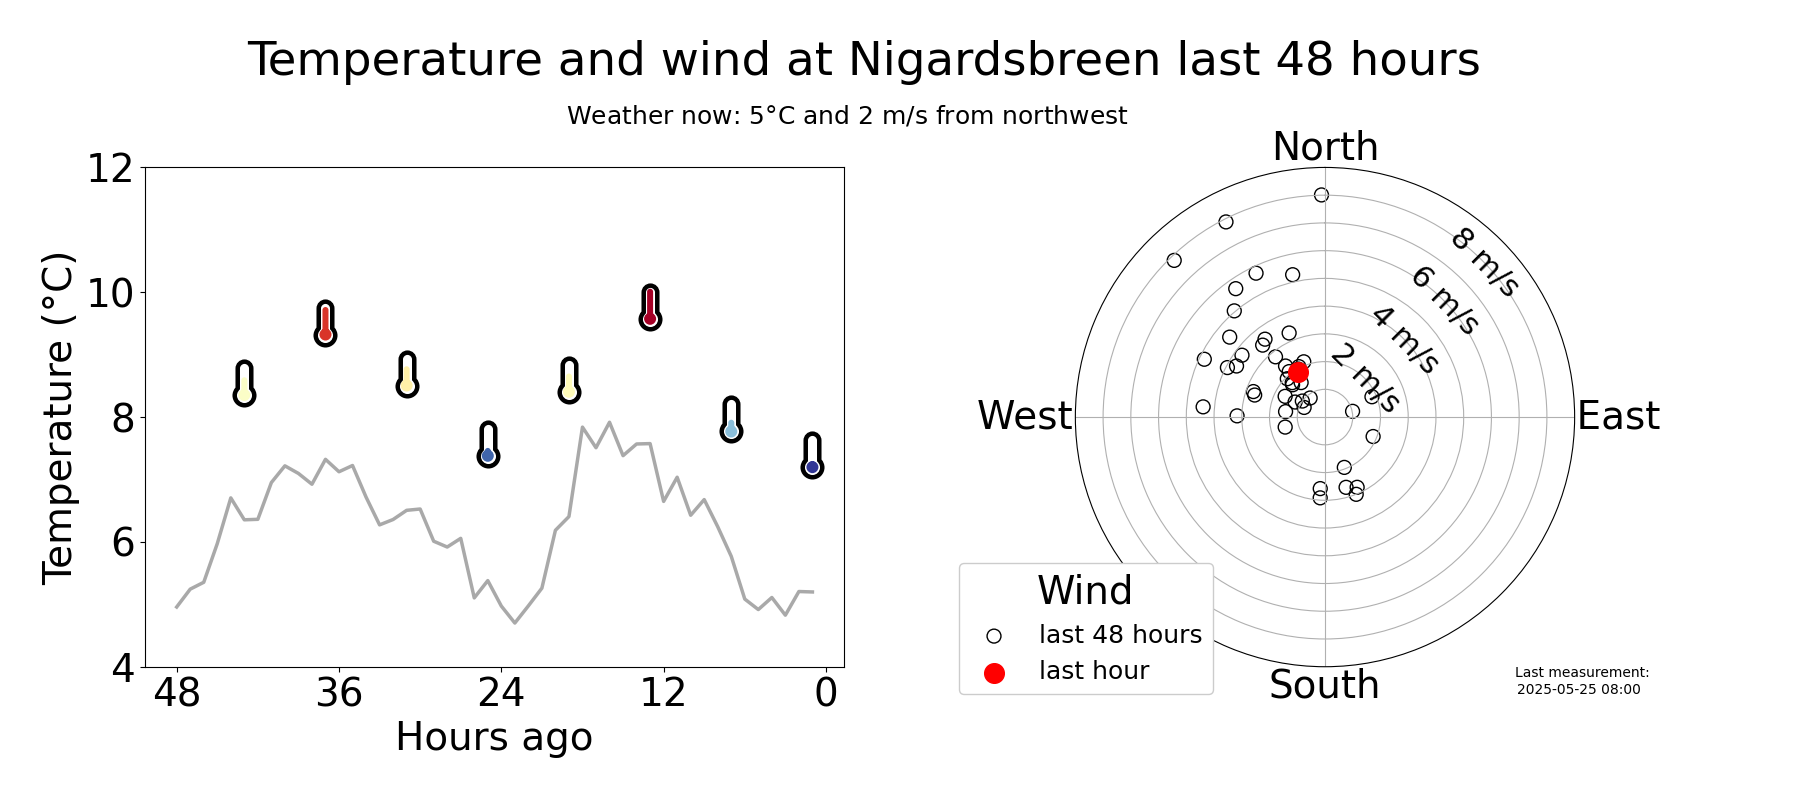 Temperature and wind at Nigardsbreen last 48 hours
Weather now: 5°C and 2 m/s from northwest
Temperature (°C)
12
10
8
6
4
48 36 24 12 0
Hours ago
North
8 m/s
6 m/s
4 m/s
2 m/s
West
East
South
Wind
last 48 hours
last hour
Last measurement:
2025-05-25 08:00